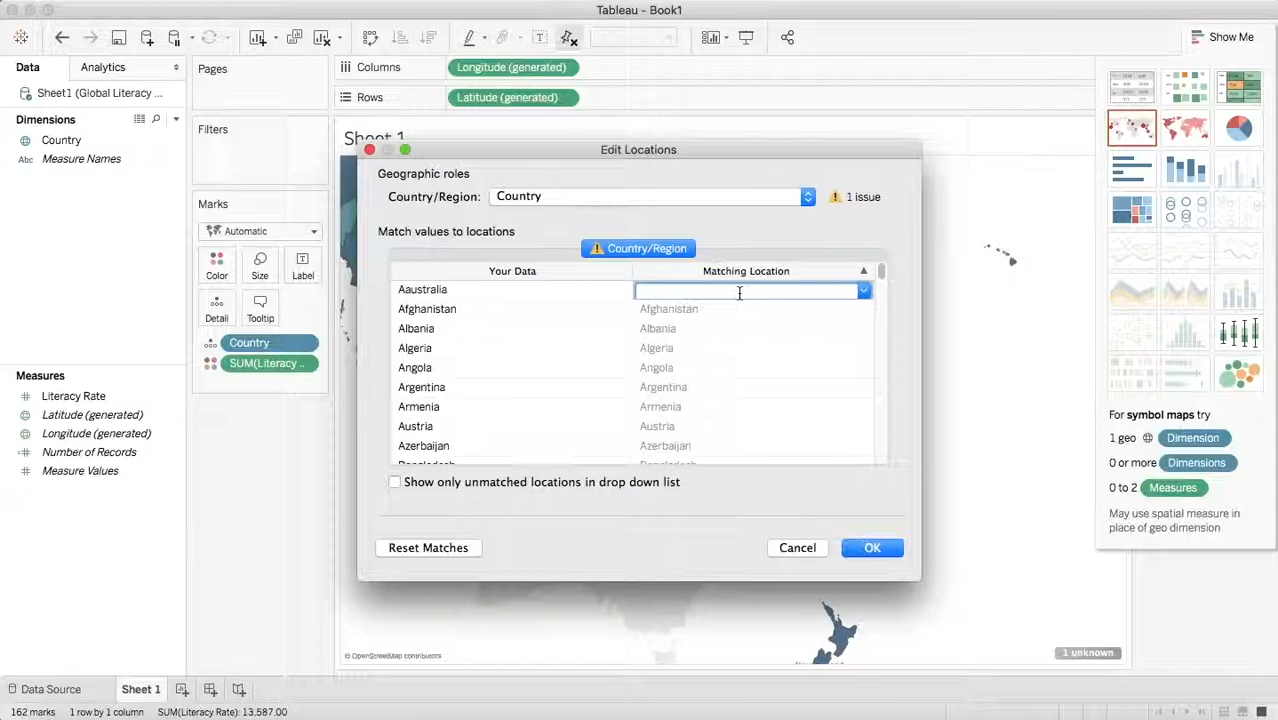 Tableau - Book1
Show Me
Data
Analytics
Pages
Columns
Longitude (generated)
Rows
Latitude (generated)
Sheet1 (Global Literacy ...
Dimensions
Country
Abc Measure Names
Filters
Sheet 1
Marks
Automatic
Color
Size
Label
Detail
Tooltip
Country
SUM(Literacy ..
Measures
Literacy Rate
Latitude (generated)
Longitude (generated)
Number of Records
Measure Values
Edit Locations
Geographic roles
Country/Region:
Country
1 issue
Match values to locations
Country/Region
Your Data
Matching Location
Aaustralia
Afghanistan
Afghanistan
Albania
Albania
Algeria
Algeria
Angola
Angola
Argentina
Argentina
Armenia
Armenia
Austria
Austria
Azerbaijan
Azerbaijan
Bangladesh
Bangladesh
Show only unmatched locations in drop down list
Reset Matches
Cancel
OK
For symbol maps try
1 geo
Dimension
0 or more
Dimensions
0 to 2
Measures
May use spatial measure in
place of geo dimension
© OpenStreetMap contributors
1 unknown
Data Source
Sheet 1
162 marks
1 row by 1 column
SUM(Literacy Rate): 13,587.00